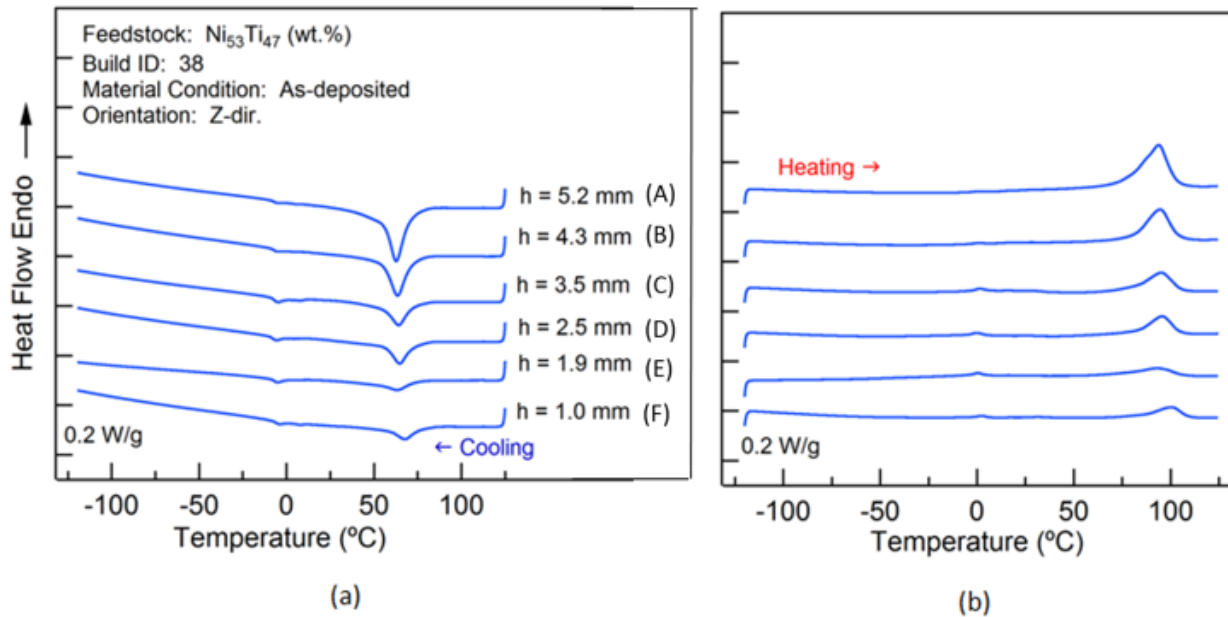 Feedstock: Ni₅₃Ti₄₇ (wt.%)
Build ID: 38
Material Condition: As-deposited
Orientation: Z-dir.
Heat Flow Endo →
h = 5.2 mm (A)
h = 4.3 mm (B)
h = 3.5 mm (C)
h = 2.5 mm (D)
h = 1.9 mm (E)
h = 1.0 mm (F)
0.2 W/g
← Cooling
-100 -50 0 50 100
Temperature (ºC)
(a)
Heating →
0.2 W/g
-100 -50 0 50 100
Temperature (ºC)
(b)